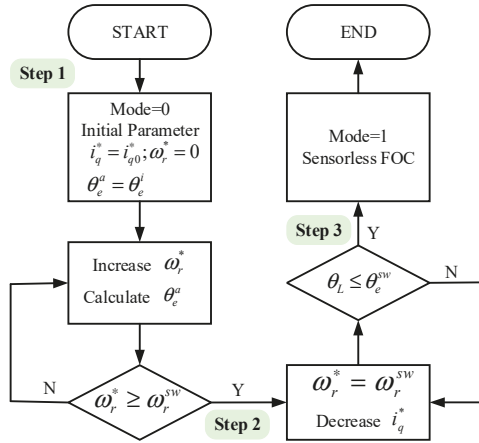 START
Step 1
Mode=0
Initial Parameter
i_q^* = i_{q0}^*; ω_r^* = 0
θ_e^a = θ_e^i
Increase ω_r^*
Calculate θ_e^a
N
ω_r^* ≥ ω_r^{sw}
Y
Step 2
ω_r^* = ω_r^{sw}
Decrease i_q^*
θ_L ≤ θ_e^{sw}
N
Step 3
Y
Mode=1
Sensorless FOC
END